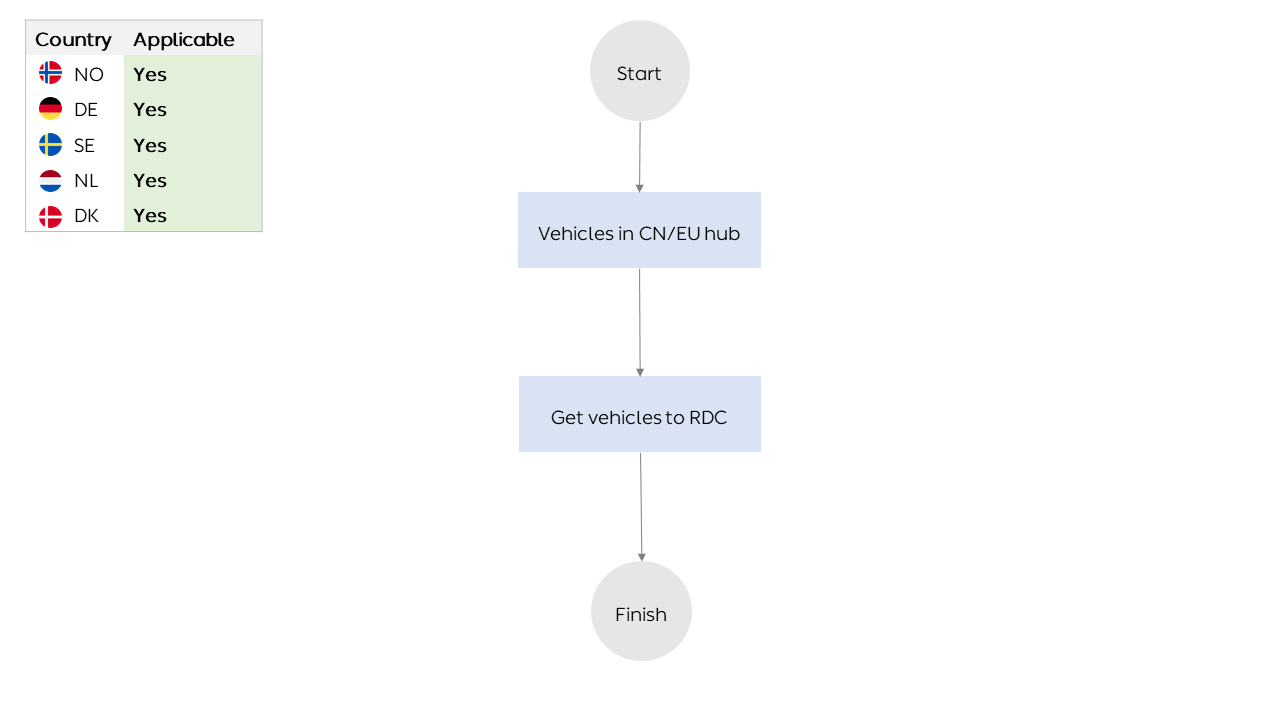 Country Applicable
NO Yes
DE Yes
SE Yes
NL Yes
DK Yes
Start
Vehicles in CN/EU hub
Get vehicles to RDC
Finish